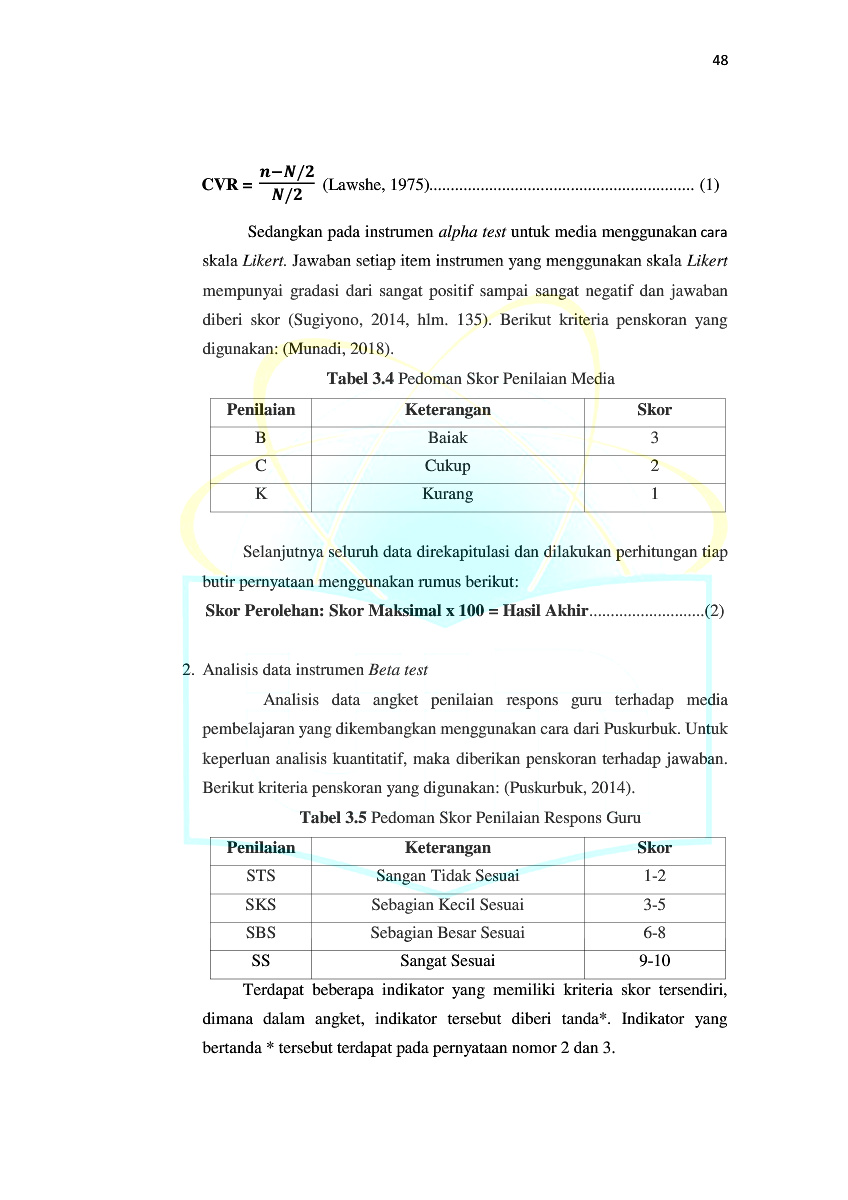 48
CVR = n−N/2 / N/2 (Lawshe, 1975).............................................................. (1)
Sedangkan pada instrumen alpha test untuk media menggunakan cara
skala Likert. Jawaban setiap item instrumen yang menggunakan skala Likert
mempunyai gradasi dari sangat positif sampai sangat negatif dan jawaban
diberi skor (Sugiyono, 2014, hlm. 135). Berikut kriteria penskoran yang
digunakan: (Munadi, 2018).
Tabel 3.4 Pedoman Skor Penilaian Media
Penilaian Keterangan Skor
B Baiak 3
C Cukup 2
K Kurang 1
Selanjutnya seluruh data direkapitulasi dan dilakukan perhitungan tiap
butir pernyataan menggunakan rumus berikut:
Skor Perolehan: Skor Maksimal x 100 = Hasil Akhir...........................(2)
2. Analisis data instrumen Beta test
Analisis data angket penilaian respons guru terhadap media
pembelajaran yang dikembangkan menggunakan cara dari Puskurbuk. Untuk
keperluan analisis kuantitatif, maka diberikan penskoran terhadap jawaban.
Berikut kriteria penskoran yang digunakan: (Puskurbuk, 2014).
Tabel 3.5 Pedoman Skor Penilaian Respons Guru
Penilaian Keterangan Skor
STS Sangan Tidak Sesuai 1-2
SKS Sebagian Kecil Sesuai 3-5
SBS Sebagian Besar Sesuai 6-8
SS Sangat Sesuai 9-10
Terdapat beberapa indikator yang memiliki kriteria skor tersendiri,
dimana dalam angket, indikator tersebut diberi tanda*. Indikator yang
bertanda * tersebut terdapat pada pernyataan nomor 2 dan 3.